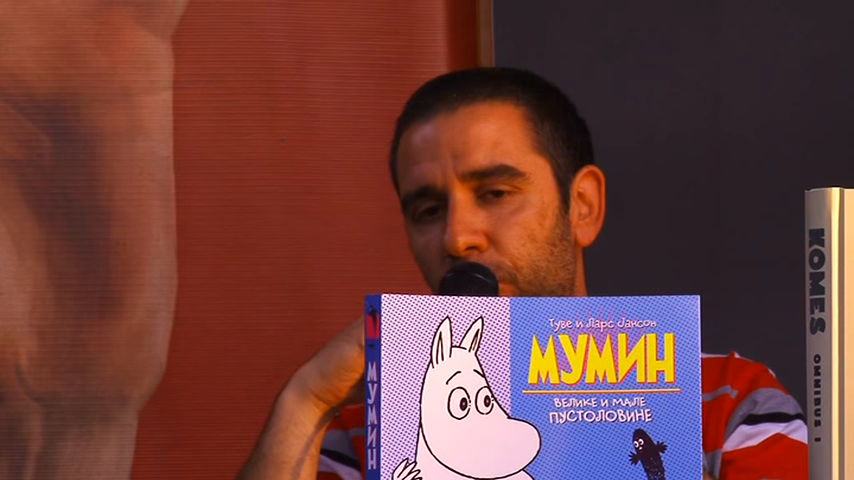 Туве и Ларс Јансон
МУМИН
ВЕЛИКЕ И МАЛЕ
ПУСТОЛОВИНЕ
МУМИН
KOMES
OMNIBUS 1